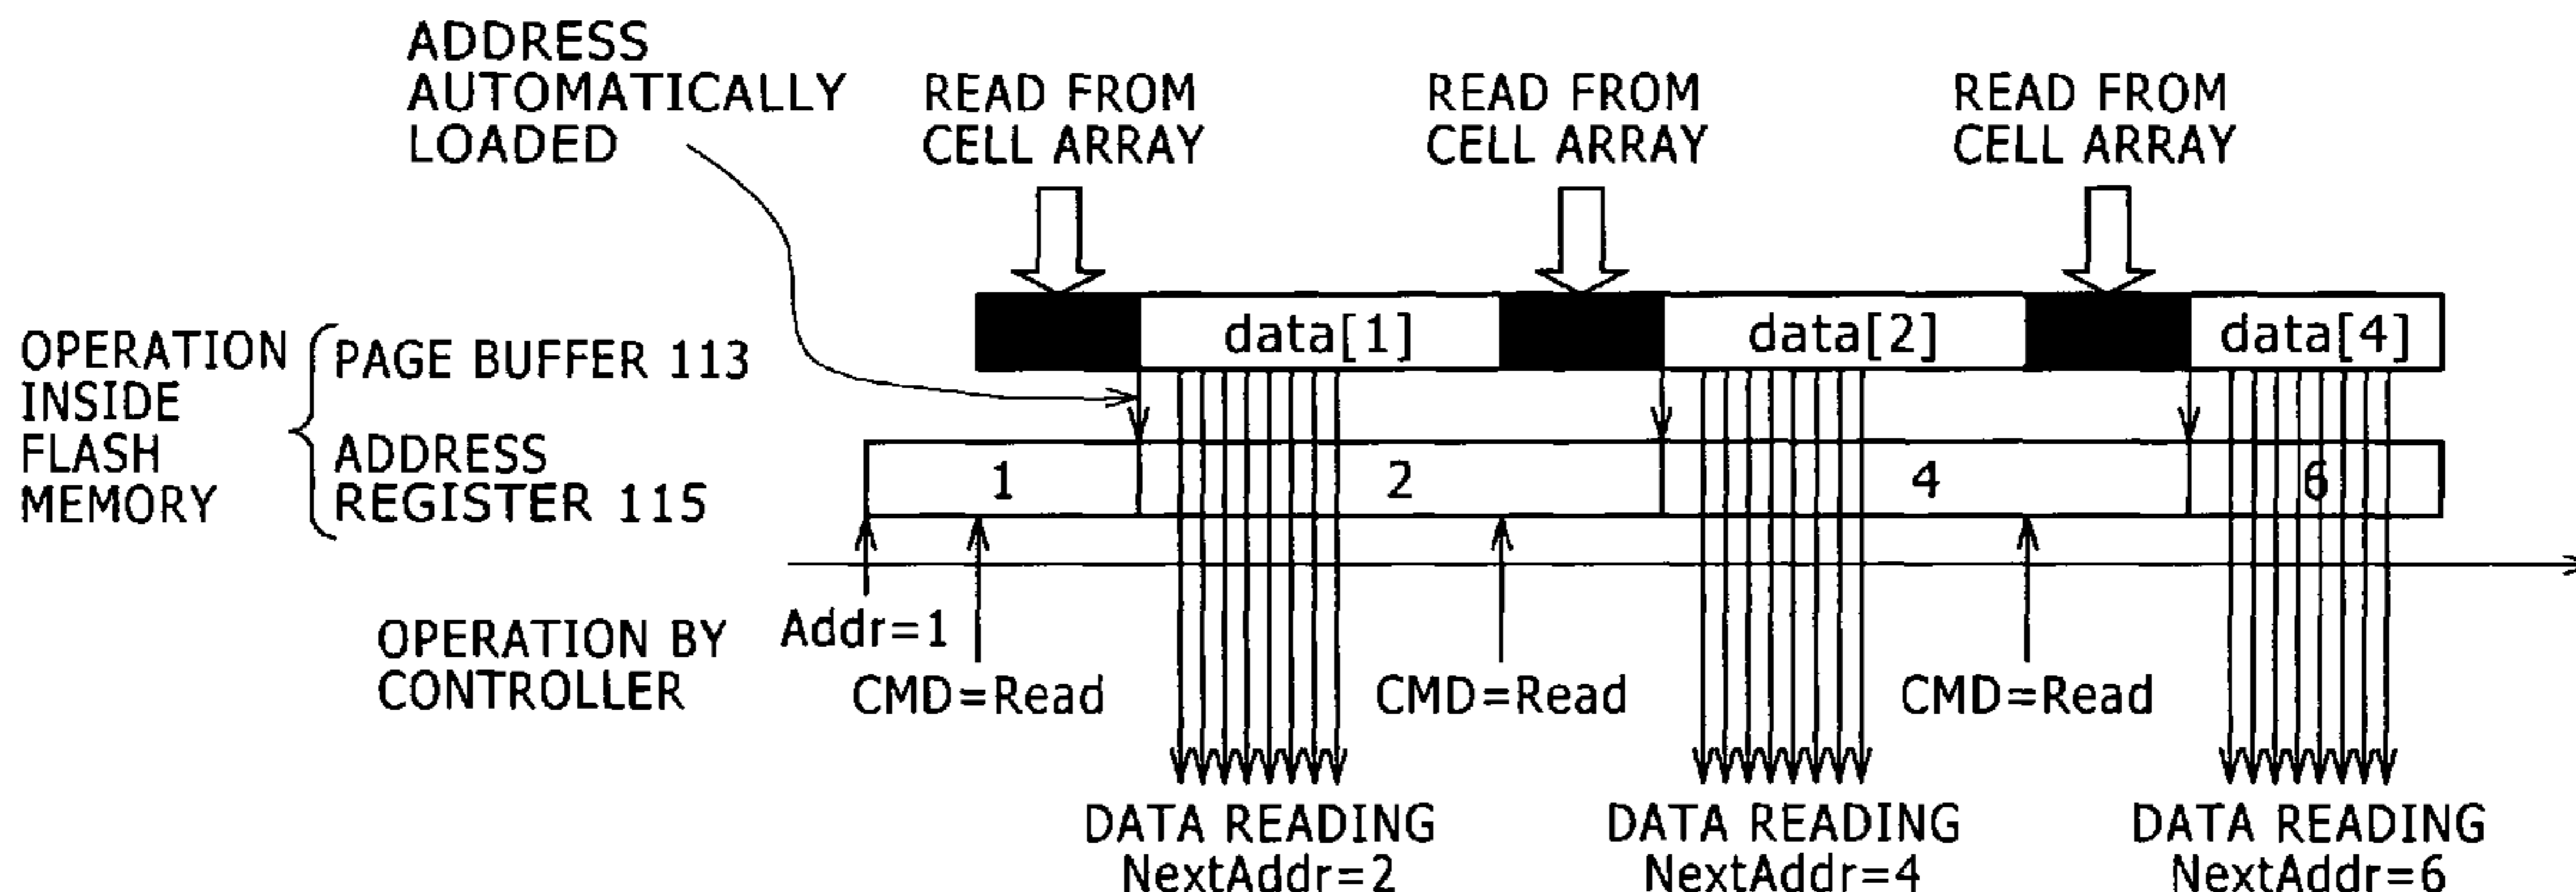 ADDRESS
AUTOMATICALLY
LOADED
READ FROM
CELL ARRAY
READ FROM
CELL ARRAY
READ FROM
CELL ARRAY
OPERATION
INSIDE
FLASH
MEMORY
PAGE BUFFER 113
data[1]
data[2]
data[4]
ADDRESS
REGISTER 115
1
2
4
6
OPERATION BY
CONTROLLER
Addr=1
CMD=Read
CMD=Read
CMD=Read
DATA READING
NextAddr=2
DATA READING
NextAddr=4
DATA READING
NextAddr=6